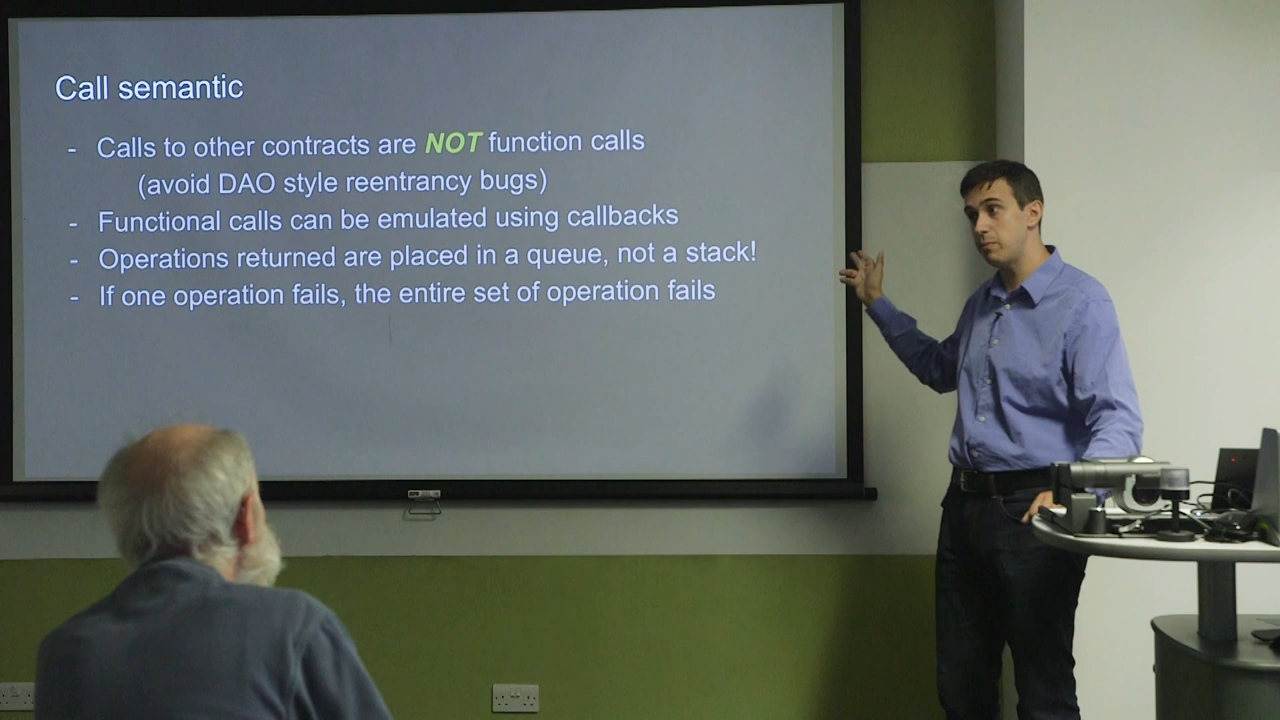 Call semantic
- Calls to other contracts are NOT function calls
(avoid DAO style reentrancy bugs)
- Functional calls can be emulated using callbacks
- Operations returned are placed in a queue, not a stack!
- If one operation fails, the entire set of operation fails